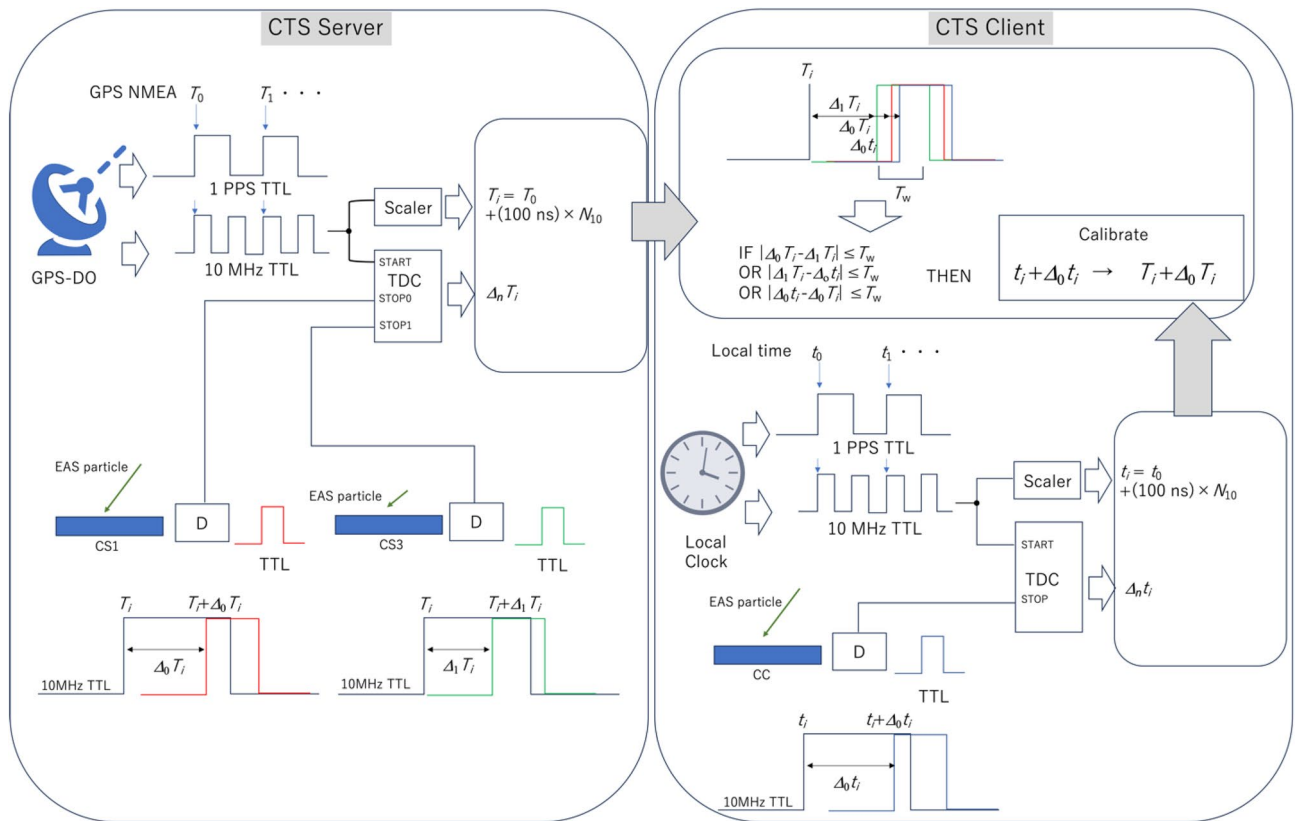 CTS Server
GPS NMEA T₀ T₁ · · ·
1 PPS TTL
10 MHz TTL
GPS-DO
Scaler
START
TDC
STOP0
STOP1
Tᵢ = T₀
+(100 ns) × N₁₀
ΔₙTᵢ
EAS particle
CS1
D
TTL
EAS particle
CS3
D
TTL
Tᵢ Tᵢ+Δ₀Tᵢ
Δ₀Tᵢ
10MHz TTL
Tᵢ Tᵢ+Δ₁Tᵢ
Δ₁Tᵢ
10MHz TTL
CTS Client
Tᵢ
Δ₁Tᵢ
Δ₀Tᵢ
Δ₀tᵢ
T_w
IF |Δ₀Tᵢ-Δ₁Tᵢ| ≤ T_w
OR |Δ₁Tᵢ-Δ₀tᵢ| ≤ T_w
OR |Δ₀tᵢ-Δ₀Tᵢ| ≤ T_w
THEN
Calibrate
tᵢ+Δ₀tᵢ → Tᵢ+Δ₀Tᵢ
Local time t₀ t₁ · · ·
1 PPS TTL
10 MHz TTL
Local
Clock
Scaler
START
TDC
STOP
tᵢ = t₀
+(100 ns) × N₁₀
Δₙtᵢ
EAS particle
CC
D
TTL
tᵢ tᵢ+Δ₀tᵢ
Δ₀tᵢ
10MHz TTL